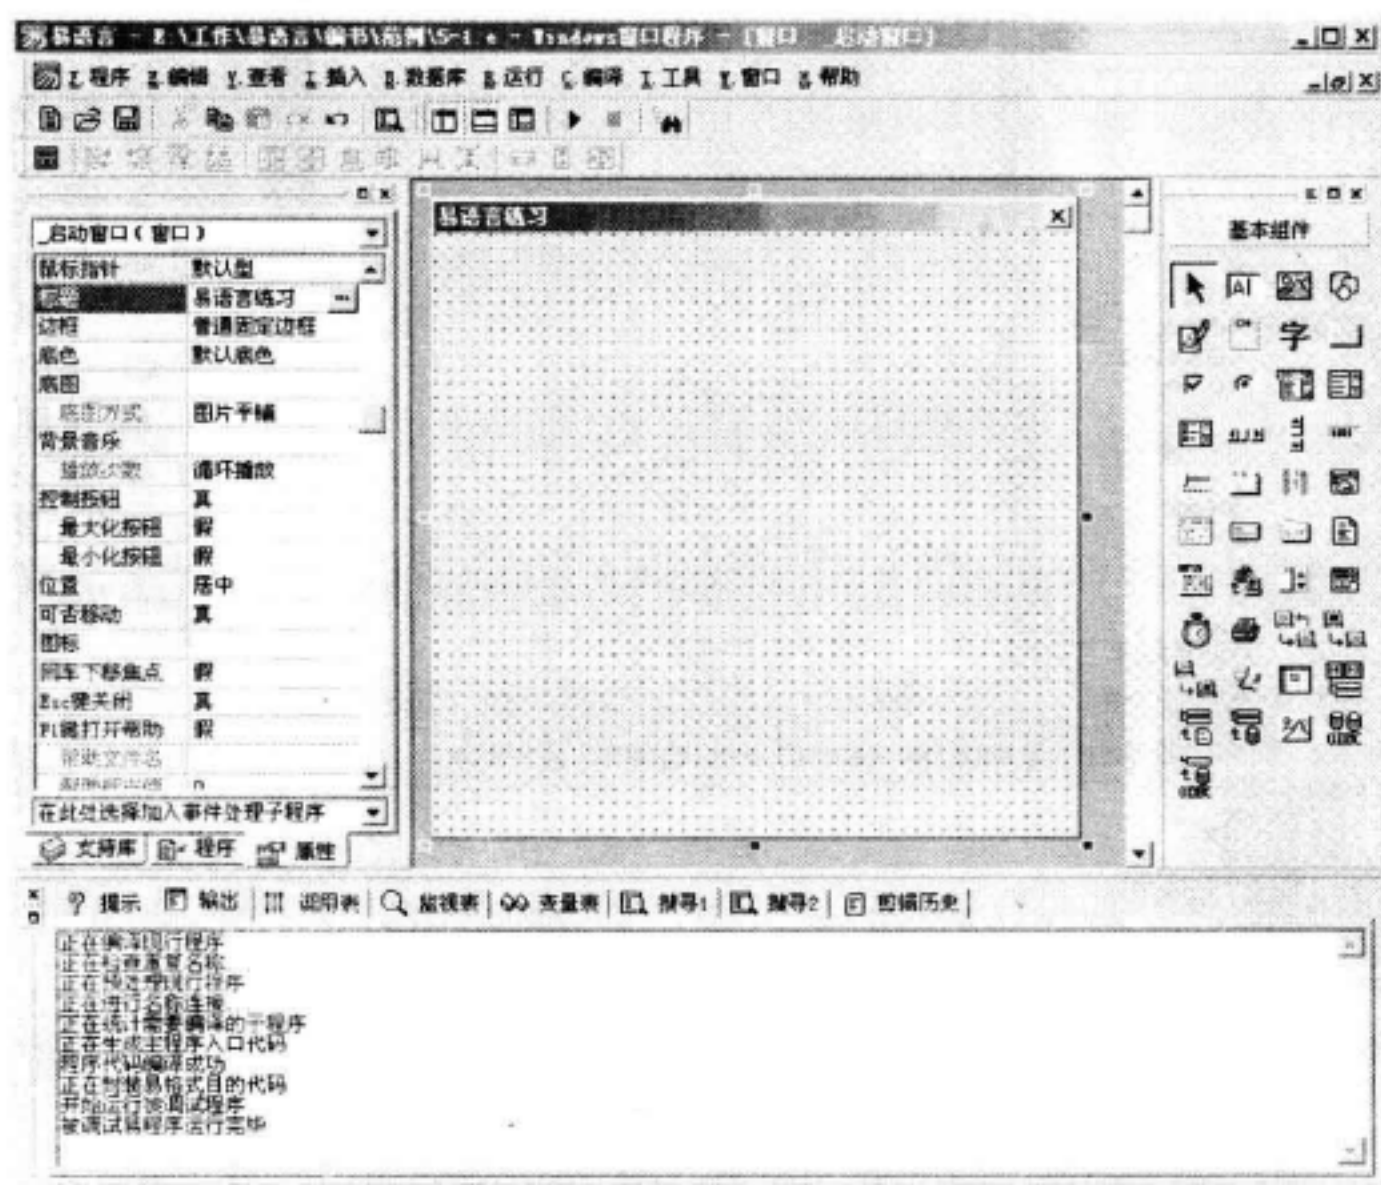 易语言 - E:\工作\易语言\编书\范例\5-1.e - Windows窗口程序 - [窗口: _启动窗口]
程序 编辑 V.查看 I.插入 数据库 运行 C.编译 T.工具 窗口 帮助
_启动窗口(窗口)
鼠标指针 默认型
标题 易语言练习
边框 普通固定边框
底色 默认底色
底图
底图方式 图片平铺
背景音乐
播放次数 循环播放
控制按钮 真
最大化按钮 假
最小化按钮 假
位置 居中
可否移动 真
图标
回车下移焦点 假
Esc键关闭 真
F1键打开帮助 假
帮助文件名
在此处选择加入事件处理子程序
支持库 程序 属性
易语言练习
基本组件
字
提示 输出 调用表 监视表 变量表 搜寻1 搜寻2 剪辑历史
正在编译现行程序
正在检查重复名称
正在预处理现行程序
正在进行名称连接
正在统计需要编译的子程序
正在生成主程序入口代码
程序代码编译成功
正在封装易格式目的代码
开始运行被调试程序
被调试易程序运行完毕